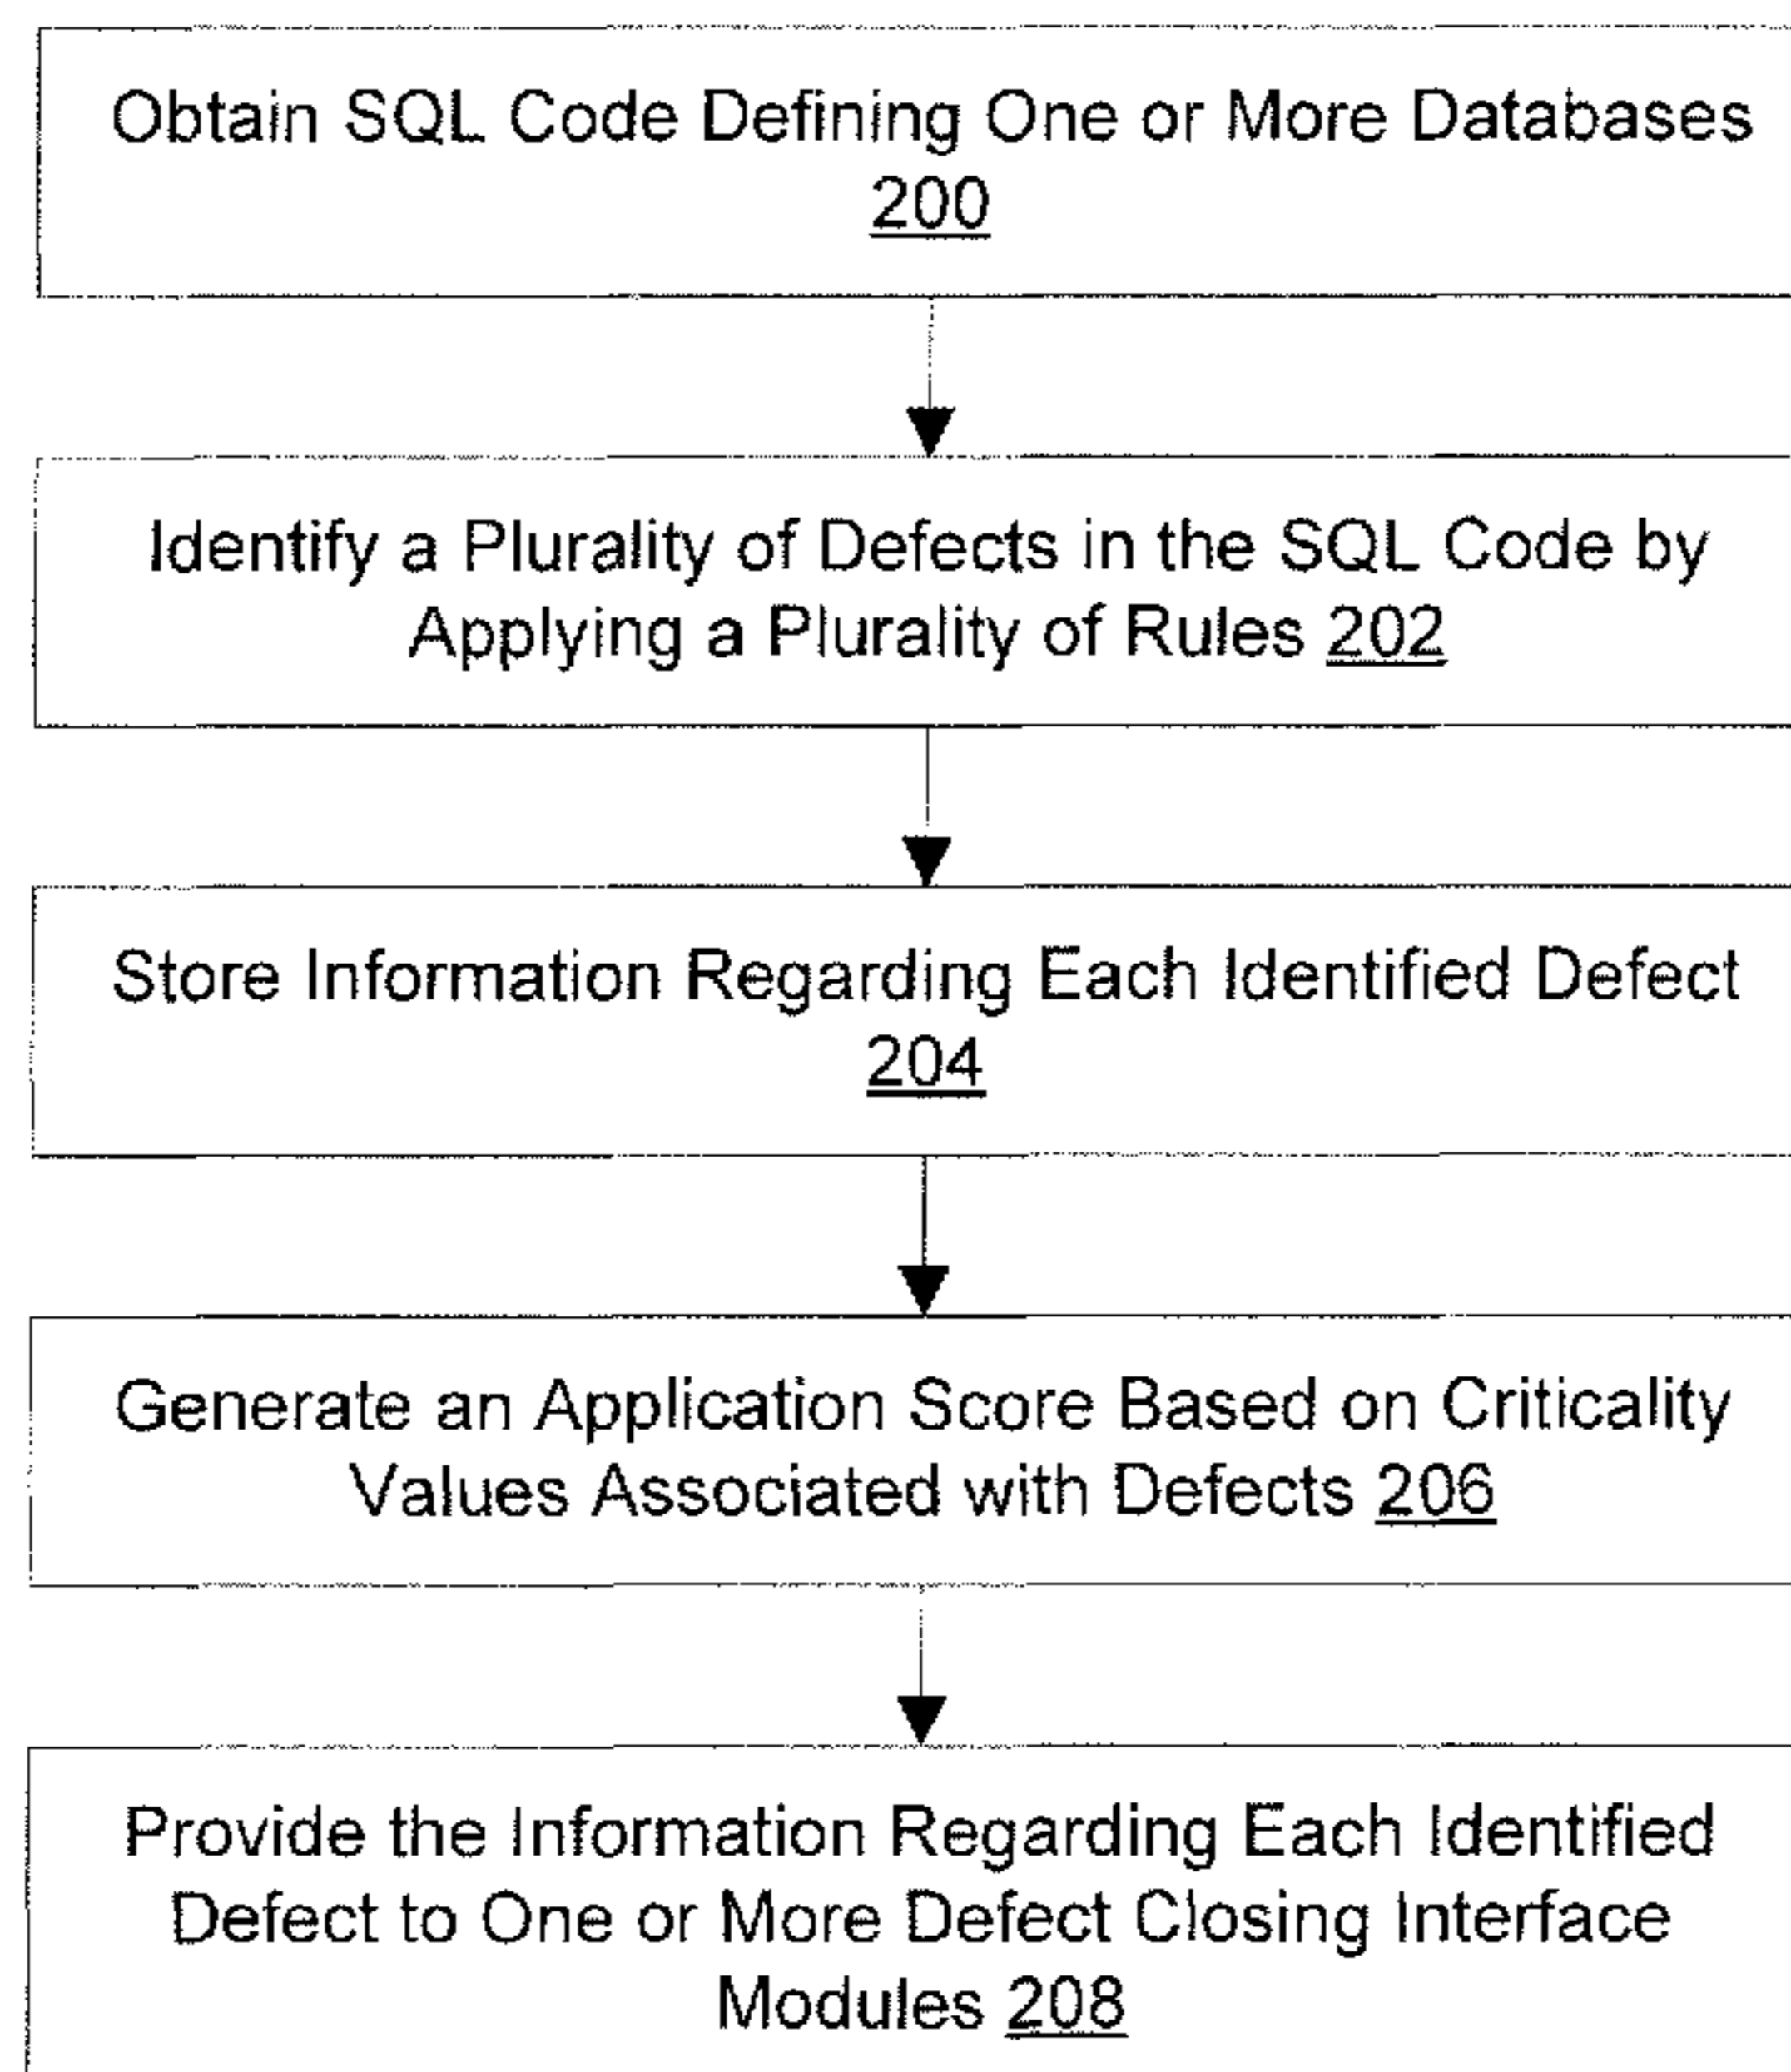 Obtain SQL Code Defining One or More Databases
200
Identify a Plurality of Defects in the SQL Code by
Applying a Plurality of Rules 202
Store Information Regarding Each Identified Defect
204
Generate an Application Score Based on Criticality
Values Associated with Defects 206
Provide the Information Regarding Each Identified
Defect to One or More Defect Closing Interface
Modules 208